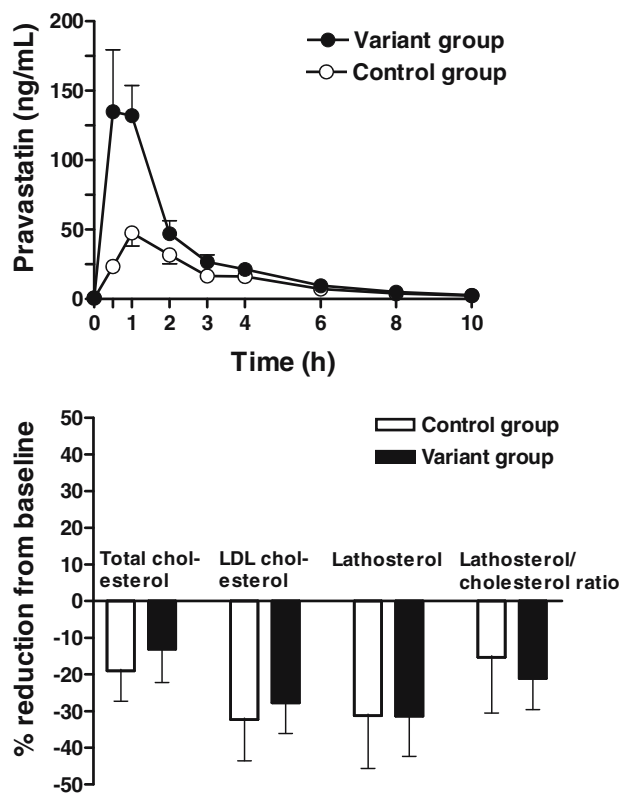 200
150
100
50
0
Pravastatin (ng/mL)
Variant group
Control group
0 1 2 3 4 6 8 10
Time (h)
50
40
30
20
10
0
-10
-20
-30
-40
-50
% reduction from baseline
Control group
Variant group
Total chol-
esterol
LDL chol-
esterol
Lathosterol
Lathosterol/
cholesterol ratio